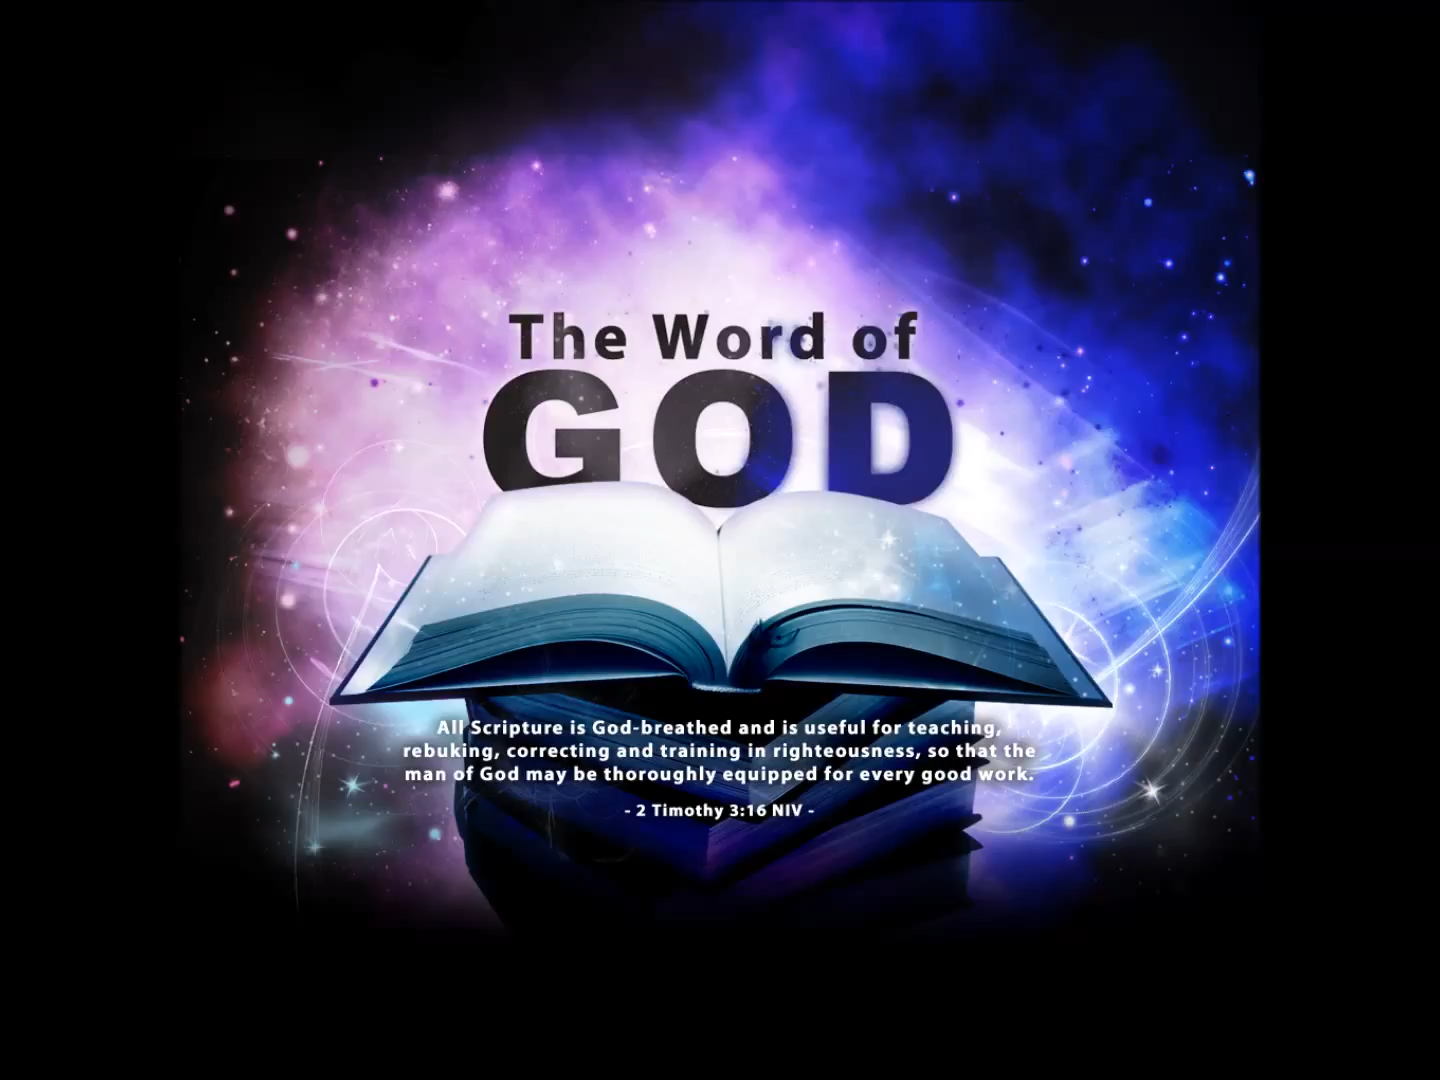 The Word of
GOD
All Scripture is God-breathed and is useful for teaching,
rebuking, correcting and training in righteousness, so that the
man of God may be thoroughly equipped for every good work.
- 2 Timothy 3:16 NIV -